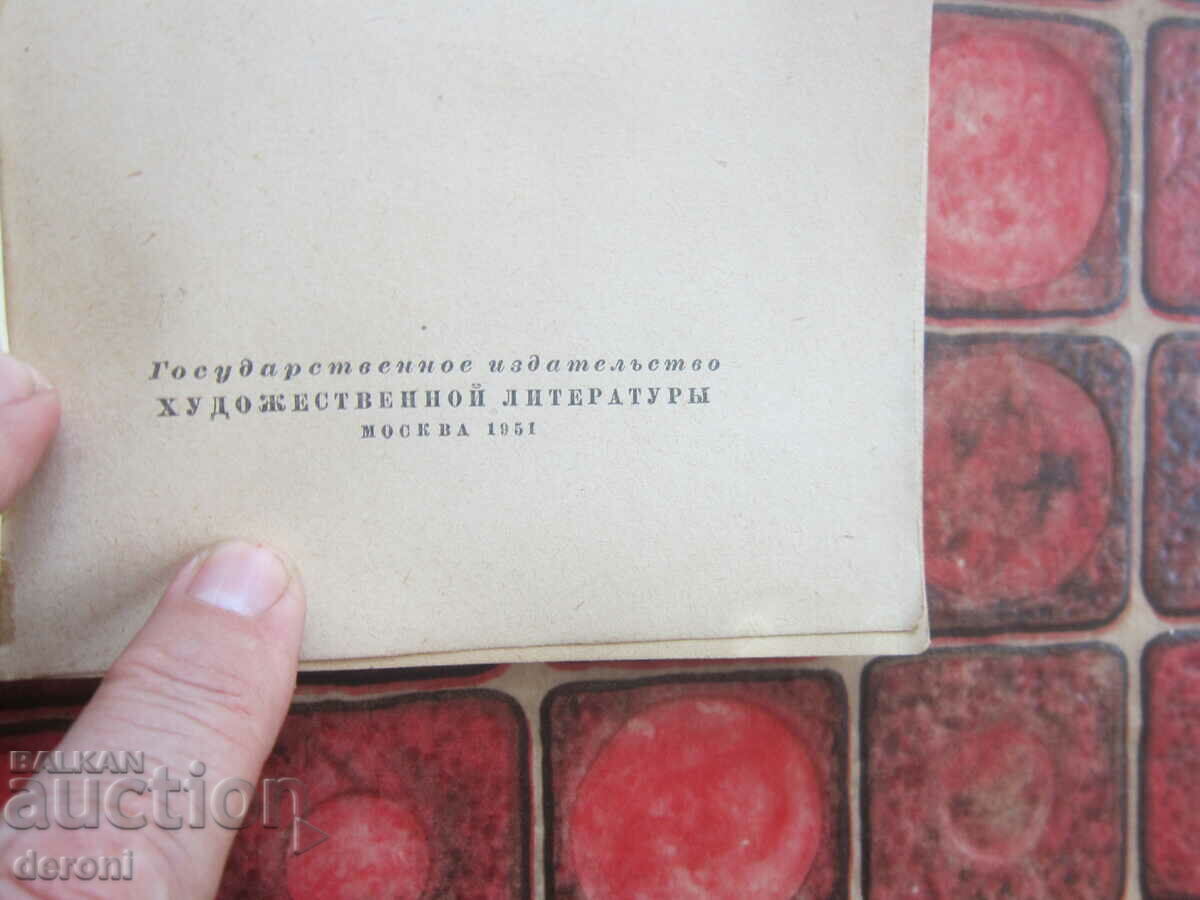 Государственное издательство
ХУДОЖЕСТВЕННОЙ ЛИТЕРАТУРЫ
МОСКВА 1951
BALKAN
auction
deroni